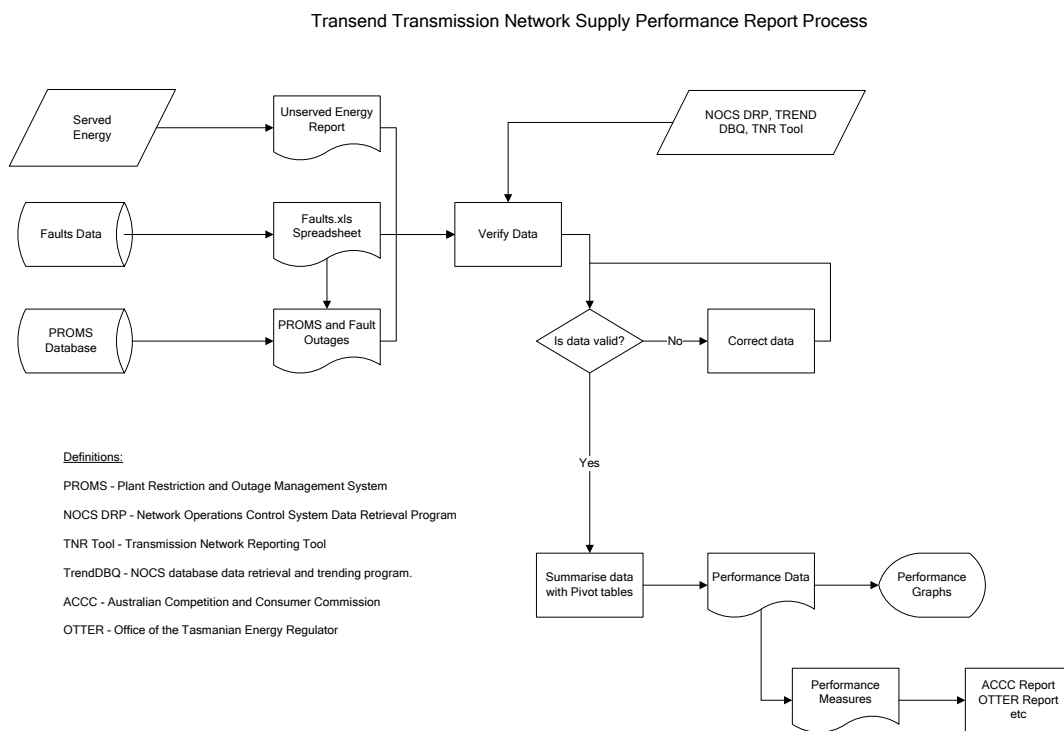 Transend Transmission Network Supply Performance Report Process
Served
Energy
Unserved Energy
Report
NOCS DRP, TREND
DBQ, TNR Tool
Faults Data
Faults.xls
Spreadsheet
Verify Data
PROMS
Database
PROMS and Fault
Outages
Is data valid?
No
Correct data
Yes
Definitions:
PROMS - Plant Restriction and Outage Management System
NOCS DRP - Network Operations Control System Data Retrieval Program
TNR Tool - Transmission Network Reporting Tool
TrendDBQ - NOCS database data retrieval and trending program.
ACCC - Australian Competition and Consumer Commission
OTTER - Office of the Tasmanian Energy Regulator
Summarise data
with Pivot tables
Performance Data
Performance
Graphs
Performance
Measures
ACCC Report
OTTER Report
etc